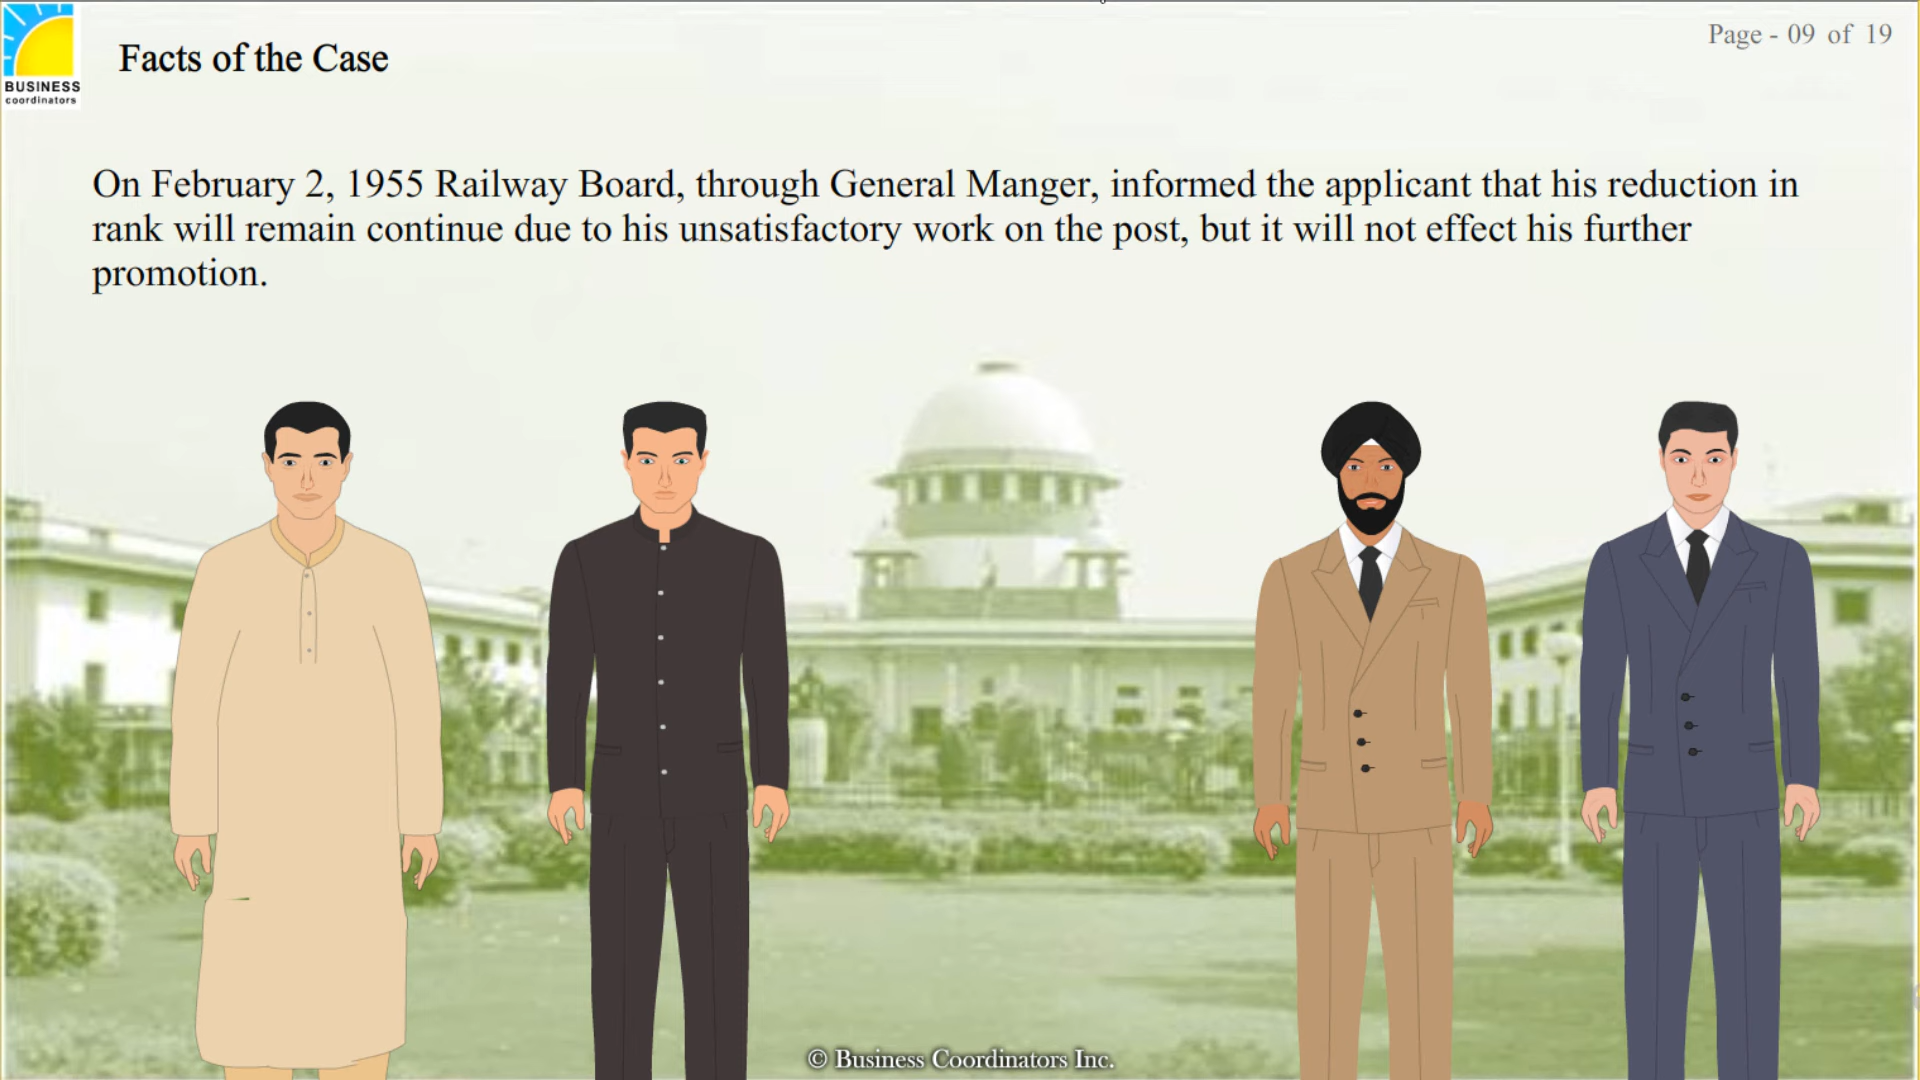 BUSINESS
coordinators
Facts of the Case
Page - 09 of 19
On February 2, 1955 Railway Board, through General Manger, informed the applicant that his reduction in
rank will remain continue due to his unsatisfactory work on the post, but it will not effect his further
promotion.
© Business Coordinators Inc.